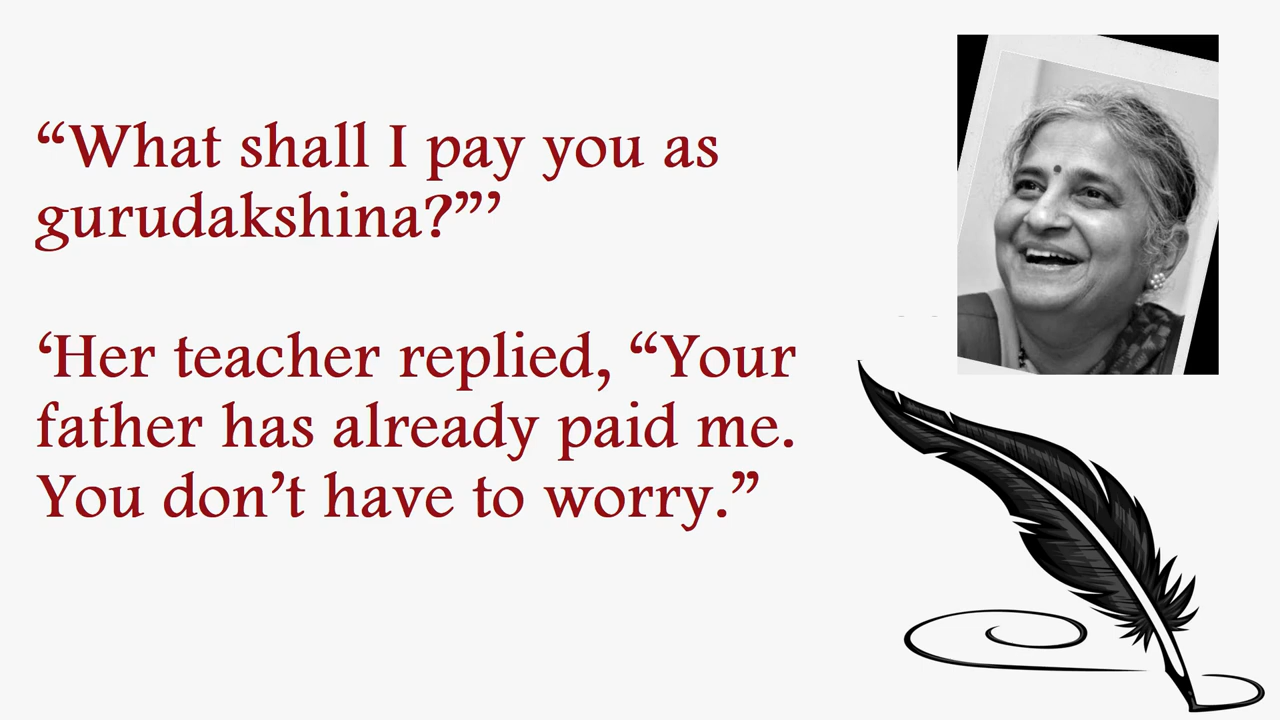 “What shall I pay you as
gurudakshina?”’
‘Her teacher replied, “Your
father has already paid me.
You don’t have to worry.”